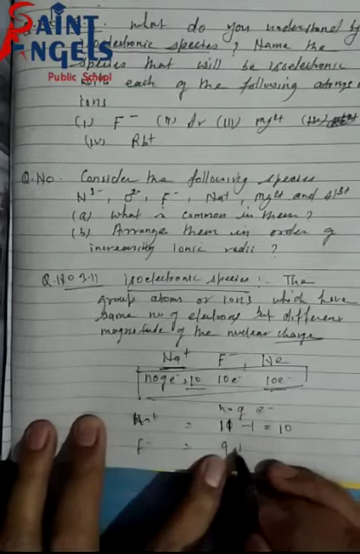 SAINT
ANGELS
Public School
what do you understand by
isoelectronic species? Name the
species that will be isoelectronic
with each of the following atoms or
ions
(i) F⁻ (ii) Ar (iii) mg²⁺
(iv) Rb⁺
Q.No. Consider the following species
N³⁻, O²⁻, F⁻, Na⁺, mg²⁺ and Al³⁺
(a) what is common in them?
(b) Arrange them in order of
increasing ionic radii?
Q.NO 3.11 isoelectronic species:- The
group atoms or ions which have
same no of electrons but different
magnitude of the nuclear charge
Na⁺ F⁻ Ne
no of e⁻ 10 10e⁻ 10e⁻
no of e⁻
Na⁺ = 11 -1 = 10
F⁻ = 9